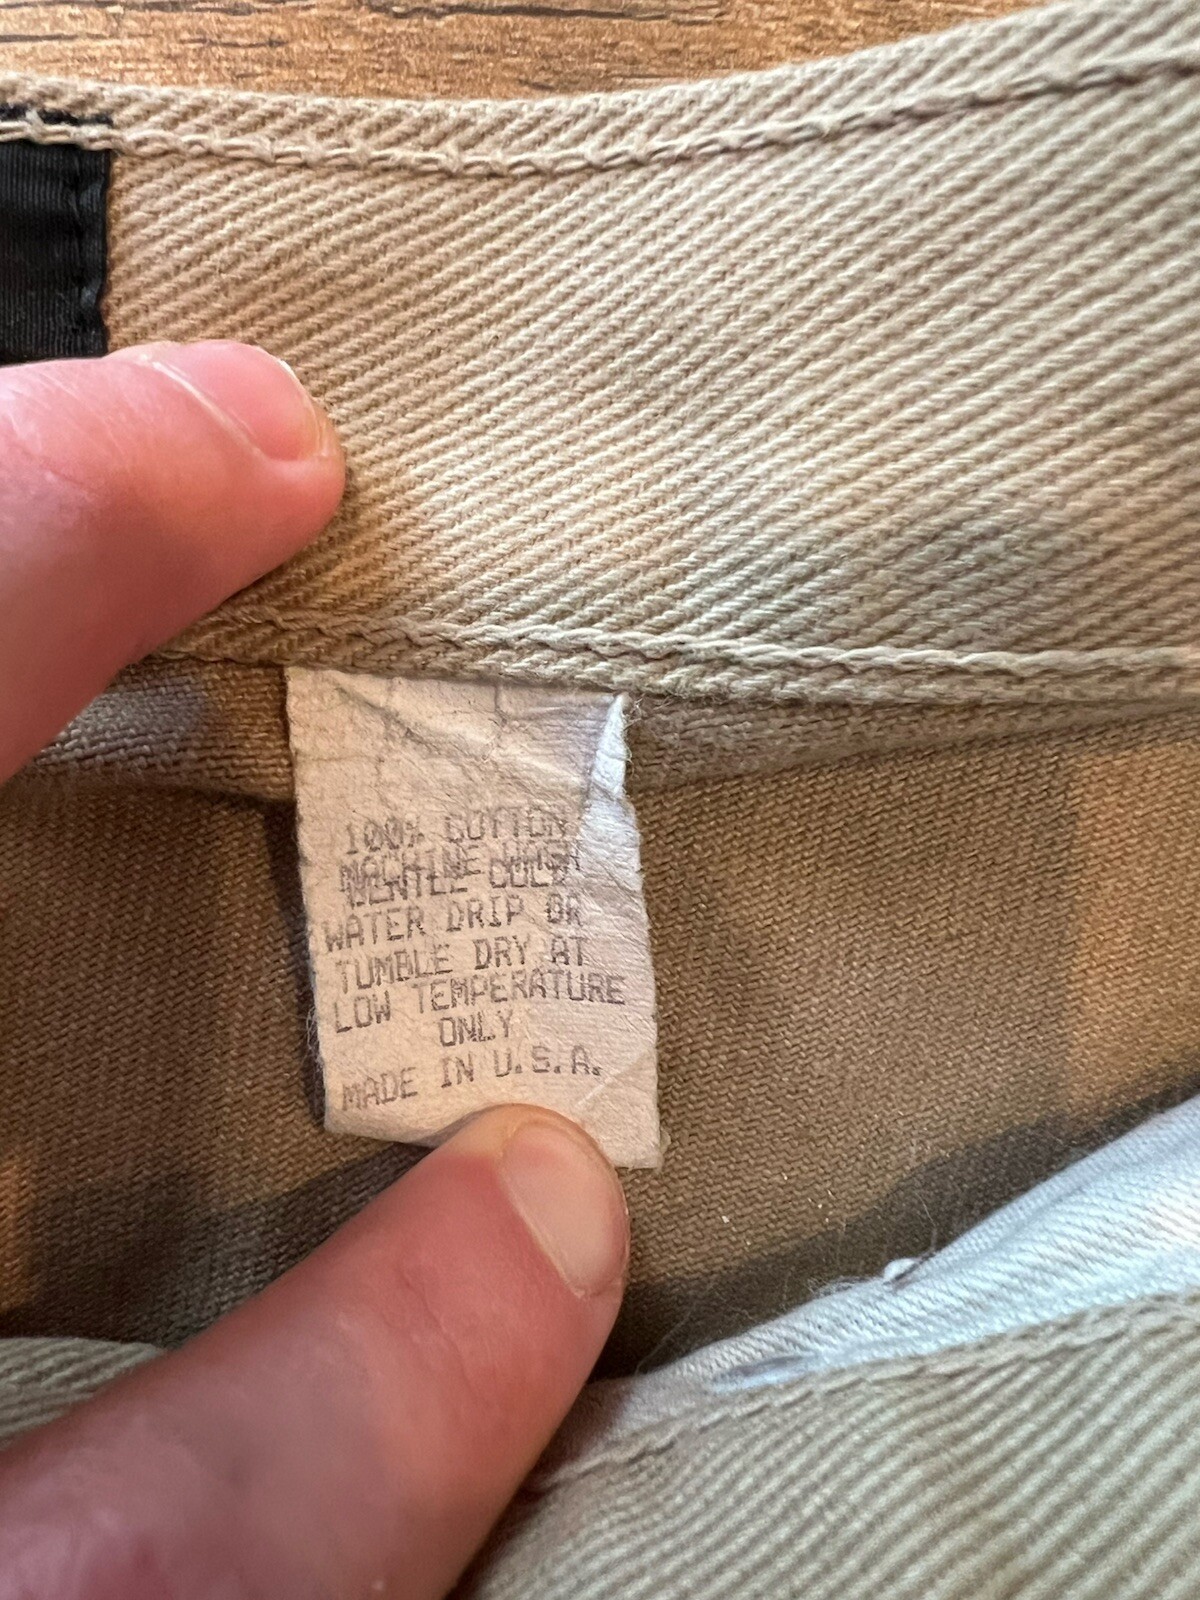 100% COTTON
MACHINE WASH
GENTLE COLD
WATER DRIP OR
TUMBLE DRY AT
LOW TEMPERATURE
ONLY
MADE IN U.S.A.